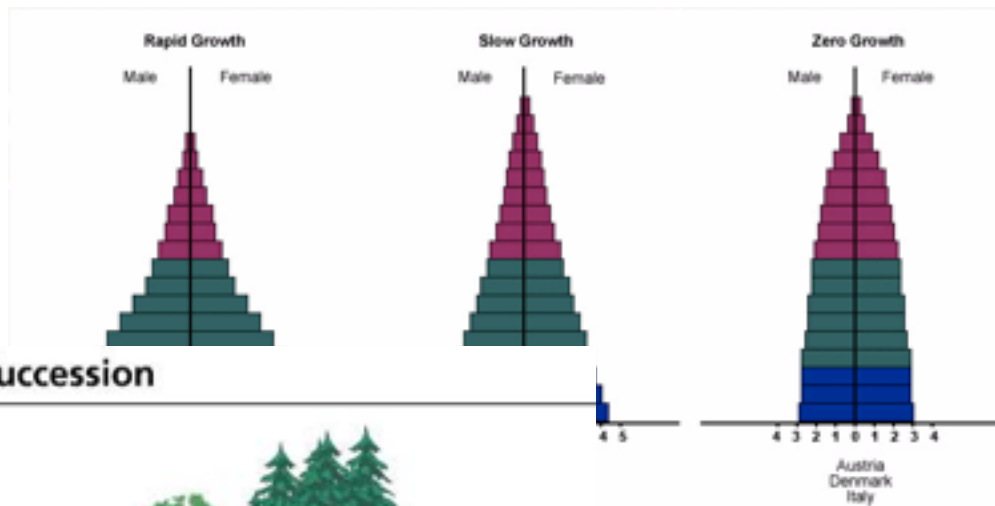 Rapid Growth
Male Female
Slow Growth
Male Female
Zero Growth
Male Female
uccession
4 5
4 3 2 1 0 1 2 3 4
Austria
Denmark
Italy